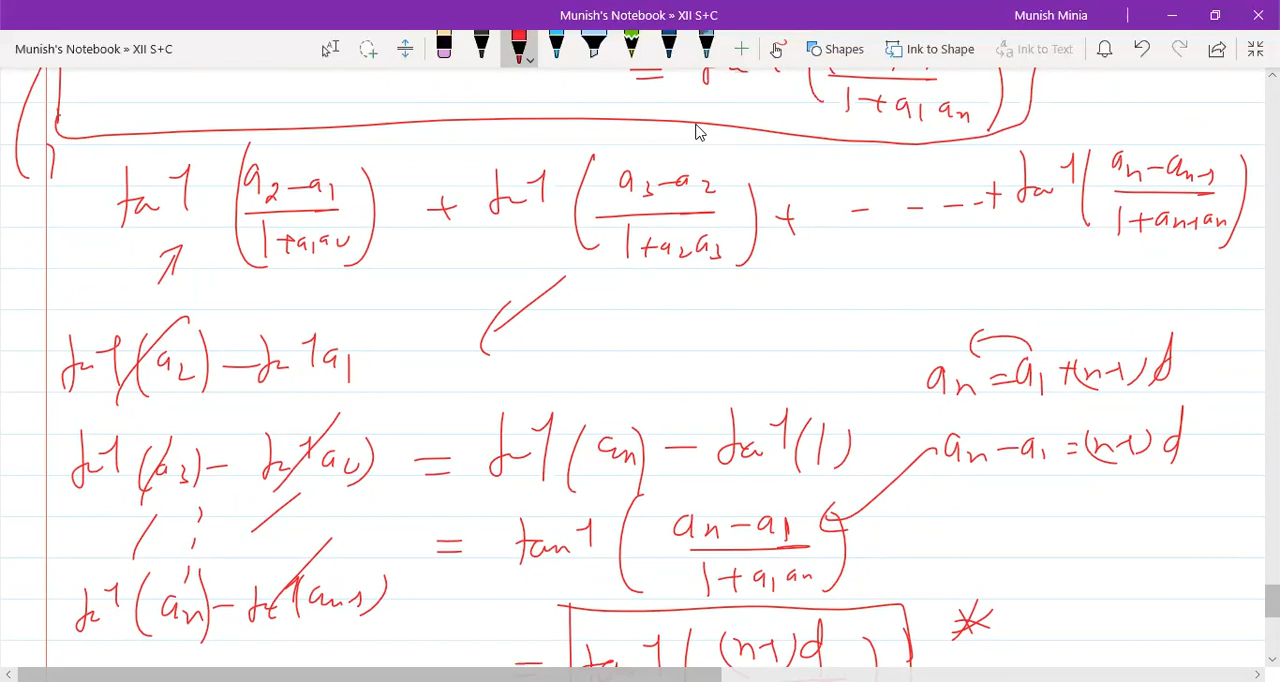 Munish's Notebook » XII S+C
Munish Minia
Munish's Notebook » XII S+C
Shapes Ink to Shape Ink to Text
1+a₁ aₙ
tan⁻¹ (a₂-a₁ / 1+a₁a₂) + tan⁻¹ (a₃-a₂ / 1+a₂a₃) + - - - - + tan⁻¹ (aₙ-aₙ₋₁ / 1+aₙ₋₁aₙ)
tan⁻¹(a₂) - tan⁻¹a₁
aₙ = a₁ + (n-1) d
tan⁻¹(a₃) - tan⁻¹a₂) = tan⁻¹(aₙ) - tan⁻¹(1)
aₙ - a₁ = (n-1) d
= tan⁻¹ (aₙ-a₁ / 1+a₁aₙ)
tan⁻¹(aₙ) - tan⁻¹(aₙ₋₁)
= tan⁻¹ ( (n-1)d )